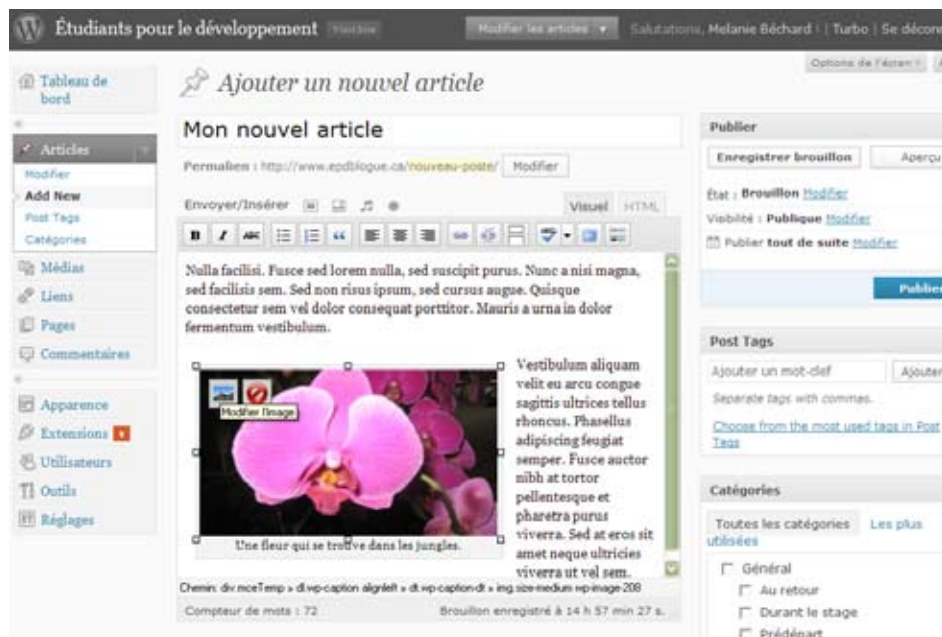 Étudiants pour le développement
Modifier les articles
Salutations, Melanie Béchard ! | Turbo | Se déconn
Options de l'écran
Tableau de
bord
Articles
Modifier
Add New
Post Tags
Catégories
Médias
Liens
Pages
Commentaires
Apparence
Extensions
Utilisateurs
Outils
Réglages
Ajouter un nouvel article
Mon nouvel article
Permalien : http://www.epdblogue.ca/nouveau-poste/ Modifier
Envoyer/Insérer
Visuel HTML
B I ABC
Nulla facilisi. Fusce sed lorem nulla, sed suscipit purus. Nunc a nisi magna,
sed facilisis sem. Sed non risus ipsum, sed cursus augue. Quisque
consectetur sem vel dolor consequat porttitor. Mauris a urna in dolor
fermentum vestibulum.
Modifier l'image
Une fleur qui se trouve dans les jungles.
Vestibulum aliquam
velit eu arcu congue
sagittis ultrices tellus
rhoncus. Phasellus
adipiscing feugiat
semper. Fusce auctor
nibh at tortor
pellentesque et
pharetra purus
viverra. Sed at eros sit
amet neque ultricies
viverra ut vel sem.
Chemin: div.mceTemp » dl.wp-caption alignleft » dt.wp-caption-dt » img.size-medium wp-image-208
Compteur de mots : 72
Brouillon enregistré à 14 h 57 min 27 s.
Publier
Enregistrer brouillon
Aperçu
État : Brouillon Modifier
Visibilité : Publique Modifier
Publier tout de suite Modifier
Publier
Post Tags
Ajouter un mot-clef
Ajouter
Separate tags with commas.
Choose from the most used tags in Post
Tags
Catégories
Toutes les catégories Les plus
utilisées
Général
Au retour
Durant le stage
Prédépart